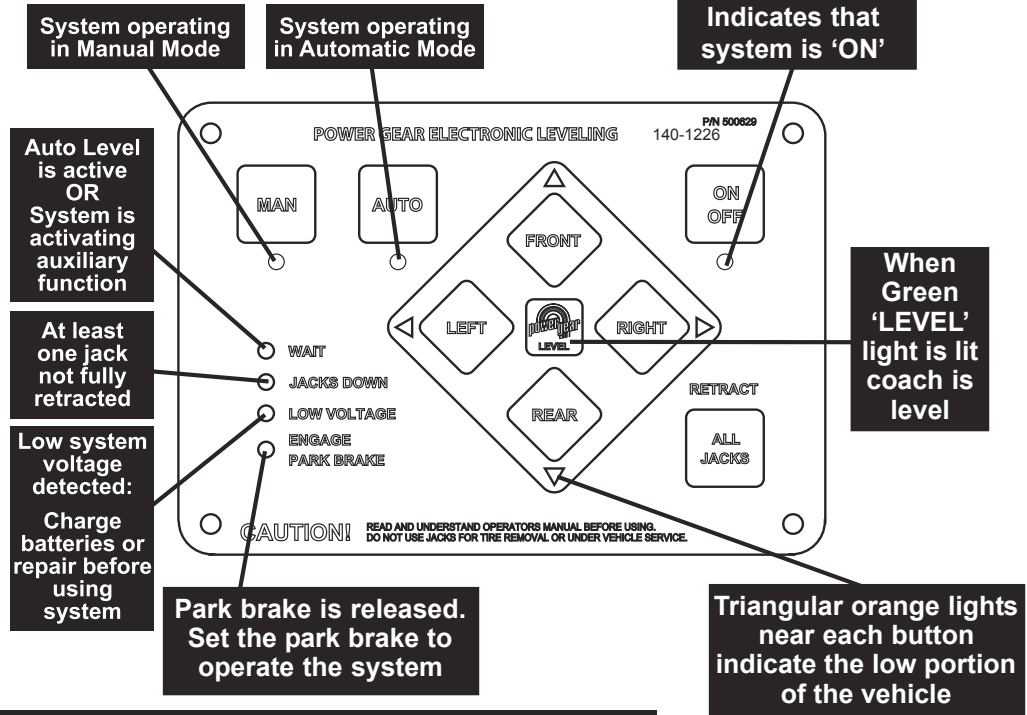 System operating
in Manual Mode
System operating
in Automatic Mode
Indicates that
system is ‘ON’
Auto Level
is active
OR
System is
activating
auxiliary
function
At least
one jack
not fully
retracted
Low system
voltage
detected:
Charge
batteries or
repair before
using
system
P/N 500629
POWER GEAR ELECTRONIC LEVELING
140-1226
MAN
AUTO
ON
OFF
FRONT
LEFT
power gear
LEVEL
RIGHT
REAR
WAIT
JACKS DOWN
LOW VOLTAGE
ENGAGE
PARK BRAKE
RETRACT
ALL
JACKS
CAUTION!
READ AND UNDERSTAND OPERATORS MANUAL BEFORE USING.
DO NOT USE JACKS FOR TIRE REMOVAL OR UNDER VEHICLE SERVICE.
When
Green
‘LEVEL’
light is lit
coach is
level
Park brake is released.
Set the park brake to
operate the system
Triangular orange lights
near each button
indicate the low portion
of the vehicle